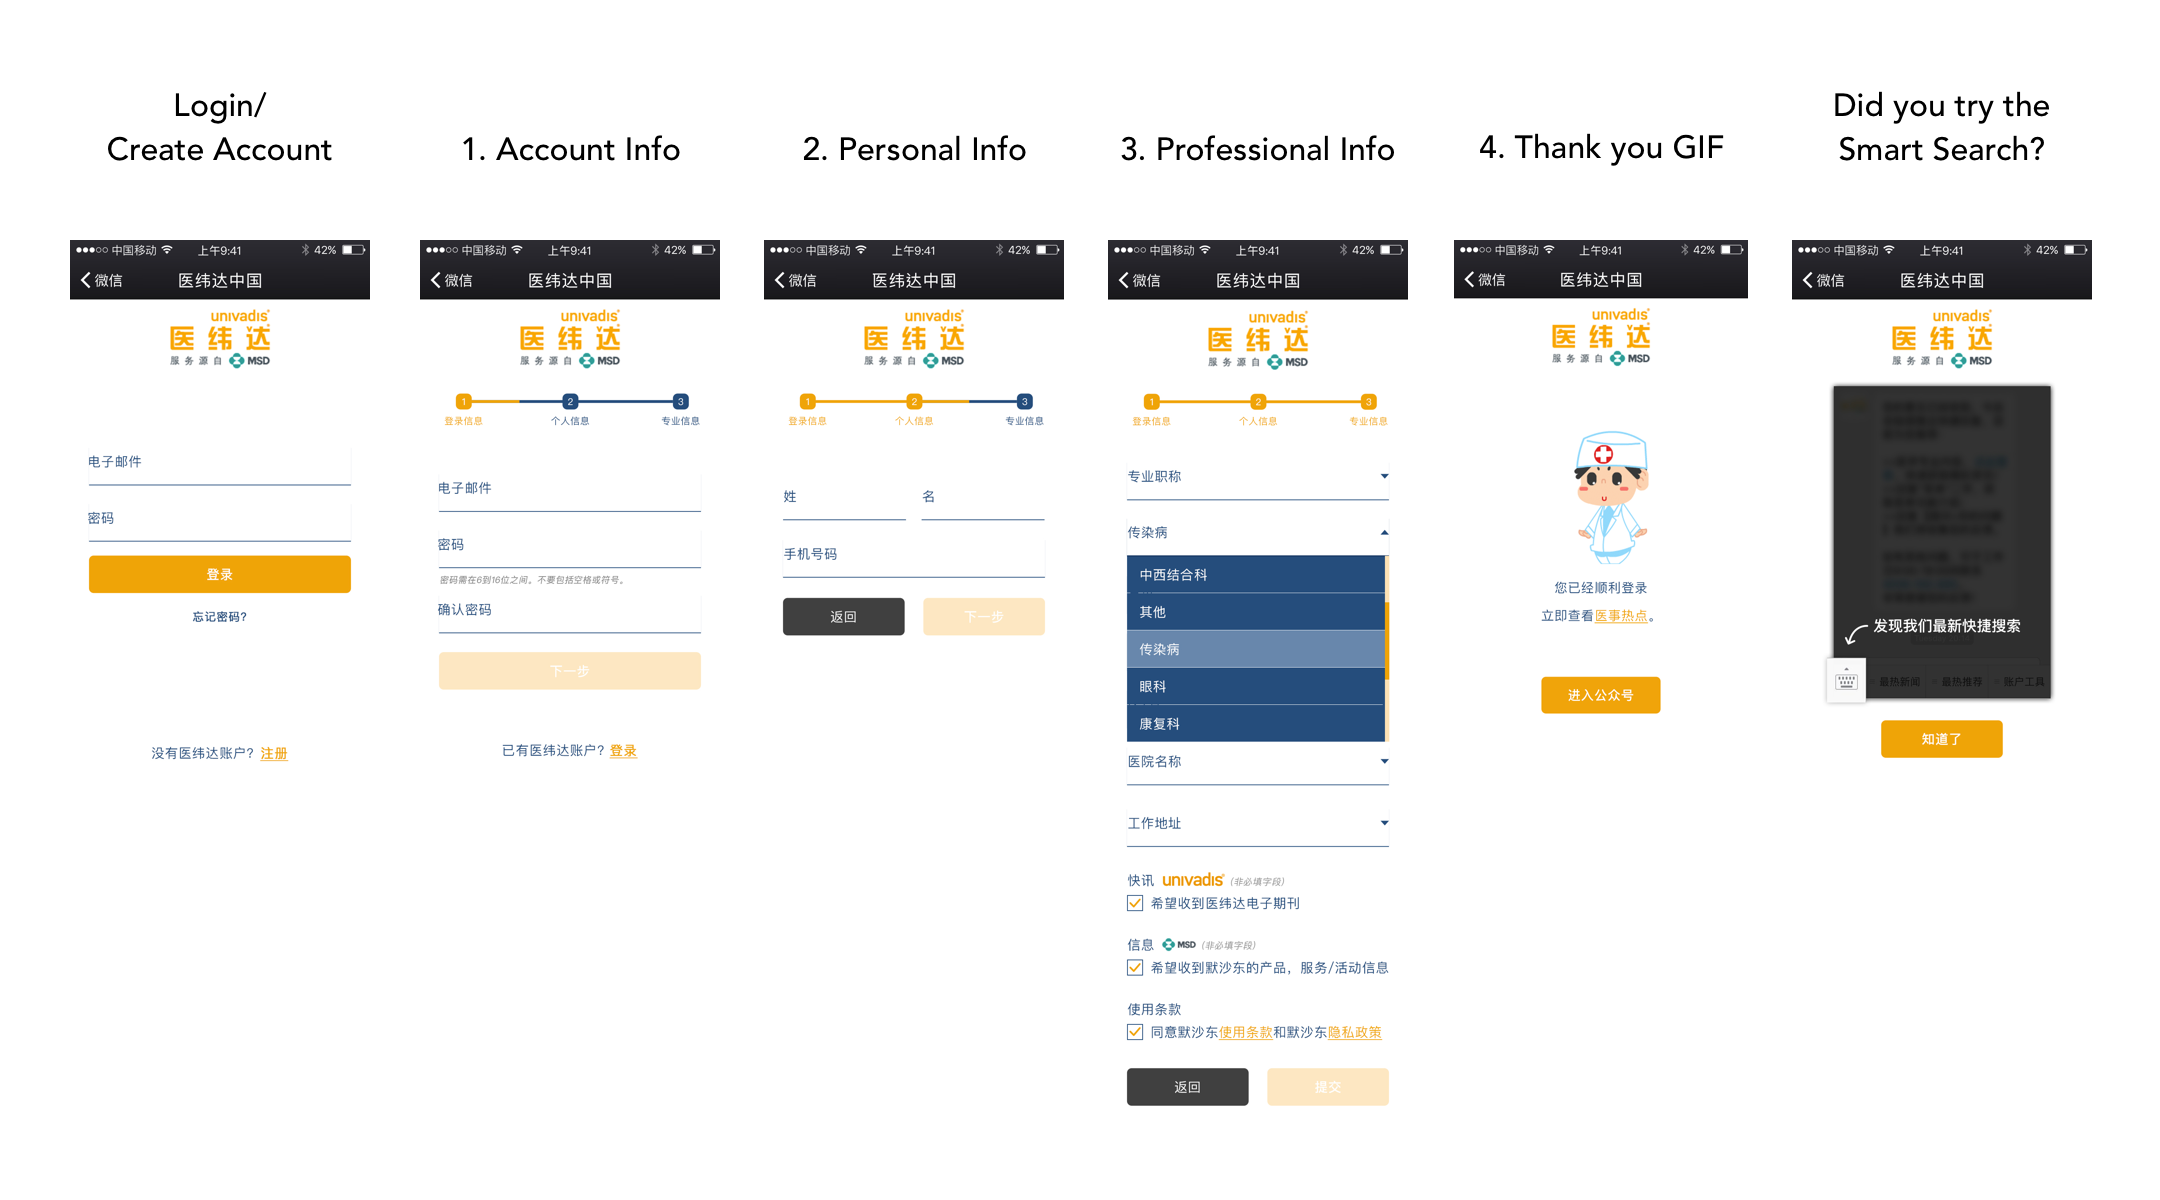 Login/
Create Account
中国移动 上午9:41 42%
微信 医纬达中国
univadis
医纬达
服务源自 MSD
电子邮件
密码
登录
忘记密码?
没有医纬达账户? 注册
1. Account Info
中国移动 上午9:41 42%
微信 医纬达中国
univadis
医纬达
服务源自 MSD
1 2 3
登录信息 个人信息 专业信息
电子邮件
密码
密码需在6到16位之间。不要包括空格或符号。
确认密码
下一步
已有医纬达账户? 登录
2. Personal Info
中国移动 上午9:41 42%
微信 医纬达中国
univadis
医纬达
服务源自 MSD
1 2 3
登录信息 个人信息 专业信息
姓 名
手机号码
返回 下一步
3. Professional Info
中国移动 上午9:41 42%
微信 医纬达中国
univadis
医纬达
服务源自 MSD
1 2 3
登录信息 个人信息 专业信息
专业职称
传染病
中西结合科
其他
传染病
眼科
康复科
医院名称
工作地址
快讯 univadis (非必填字段)
希望收到医纬达电子期刊
信息 MSD (非必填字段)
希望收到默沙东的产品，服务/活动信息
使用条款
同意默沙东使用条款和默沙东隐私政策
返回 提交
4. Thank you GIF
中国移动 上午9:41 42%
微信 医纬达中国
univadis
医纬达
服务源自 MSD
您已经顺利登录
立即查看医事热点。
进入公众号
Did you try the
Smart Search?
中国移动 上午9:41 42%
微信 医纬达中国
univadis
医纬达
服务源自 MSD
发现我们最新快捷搜索
最热新闻 最热推荐 账户工具
知道了